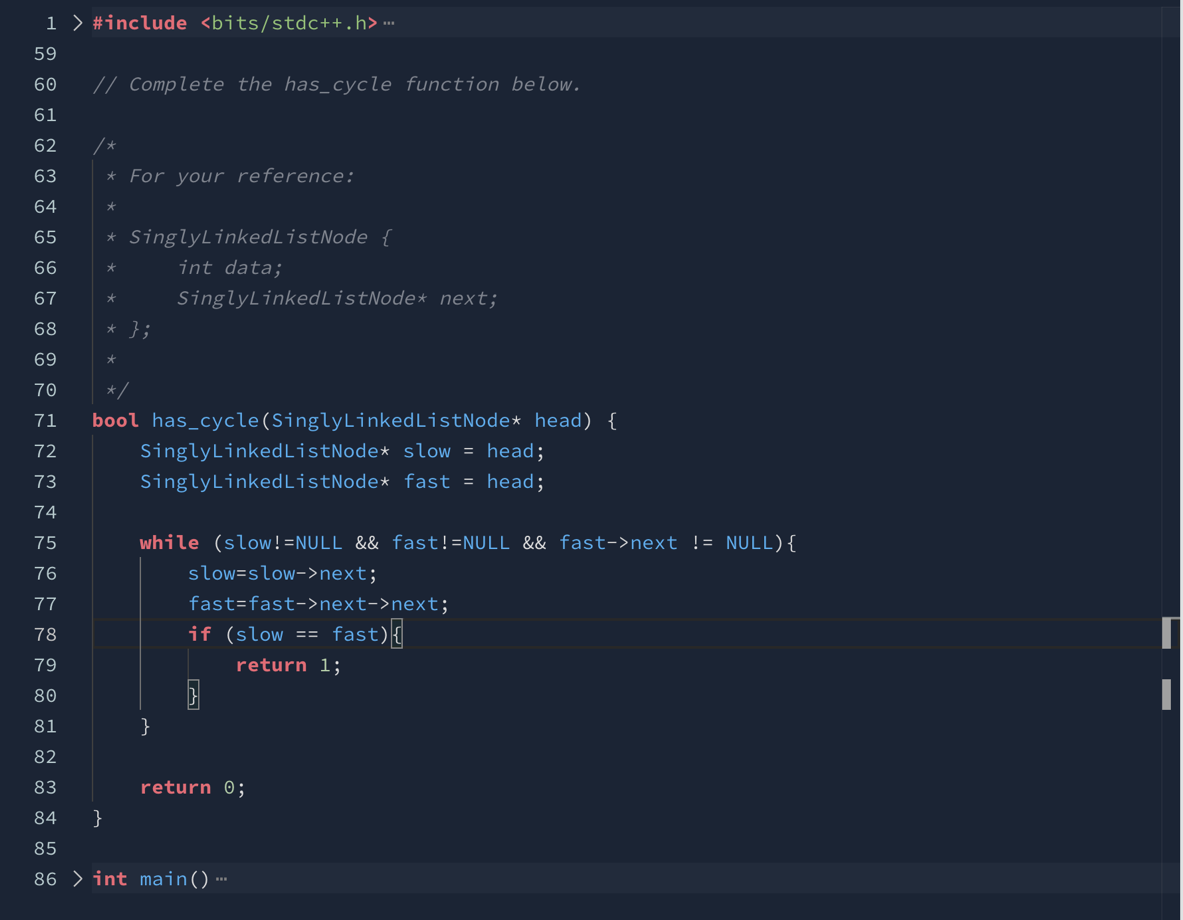 1 > #include <bits/stdc++.h> ⋯
59
60 // Complete the has_cycle function below.
61
62 /*
63  * For your reference:
64  *
65  * SinglyLinkedListNode {
66  *     int data;
67  *     SinglyLinkedListNode* next;
68  * };
69  *
70  */
71 bool has_cycle(SinglyLinkedListNode* head) {
72     SinglyLinkedListNode* slow = head;
73     SinglyLinkedListNode* fast = head;
74
75     while (slow!=NULL && fast!=NULL && fast->next != NULL){
76         slow=slow->next;
77         fast=fast->next->next;
78         if (slow == fast){
79             return 1;
80         }
81     }
82
83     return 0;
84 }
85
86 > int main() ⋯